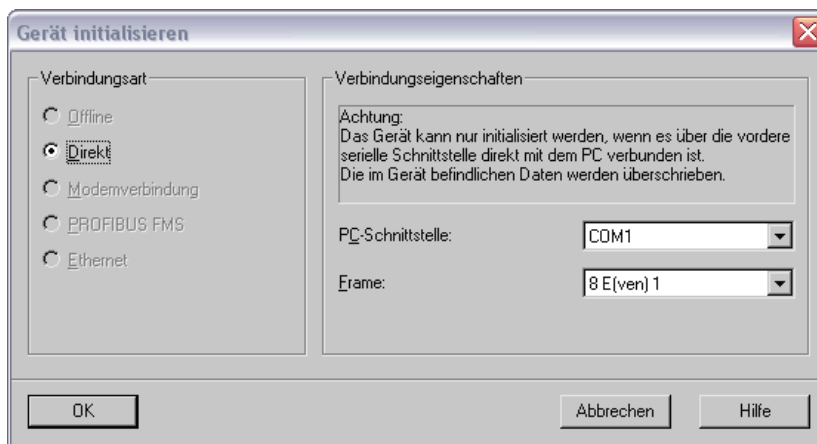 Gerät initialisieren
Verbindungsart
Offline
Direkt
Modemverbindung
PROFIBUS FMS
Ethernet
Verbindungseigenschaften
Achtung:
Das Gerät kann nur initialisiert werden, wenn es über die vordere
serielle Schnittstelle direkt mit dem PC verbunden ist.
Die im Gerät befindlichen Daten werden überschrieben.
PC-Schnittstelle:
COM1
Frame:
8 E(ven) 1
OK
Abbrechen
Hilfe